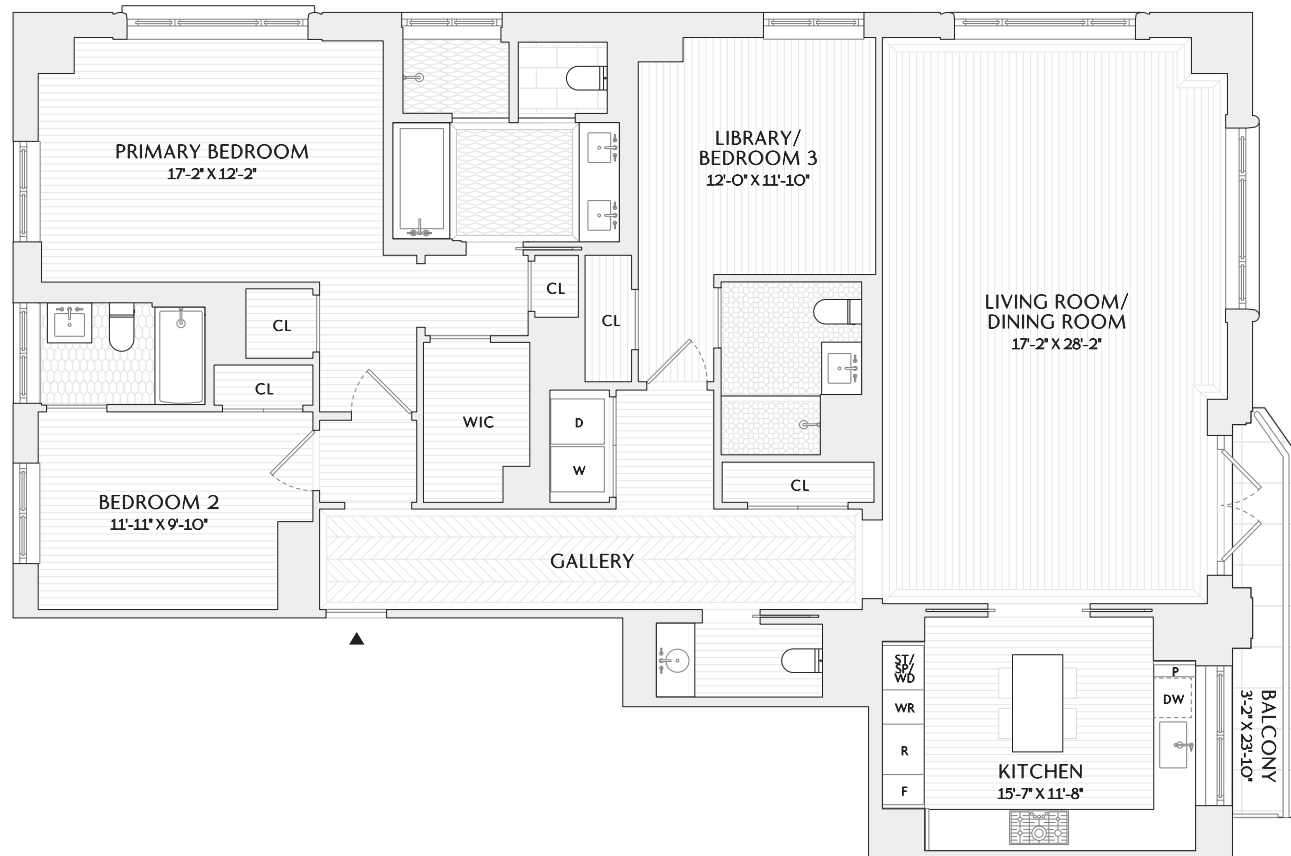 PRIMARY BEDROOM
17'-2" X 12'-2"
LIBRARY/
BEDROOM 3
12'-0" X 11'-10"
LIVING ROOM/
DINING ROOM
17'-2" X 28'-2"
CL
CL
CL
CL
WIC
D
W
CL
BEDROOM 2
11'-11" X 9'-10"
GALLERY
ST/
SP/
WD
WR
R
F
P
DW
KITCHEN
15'-7" X 11'-8"
BALCONY
3'-2" X 23'-10"